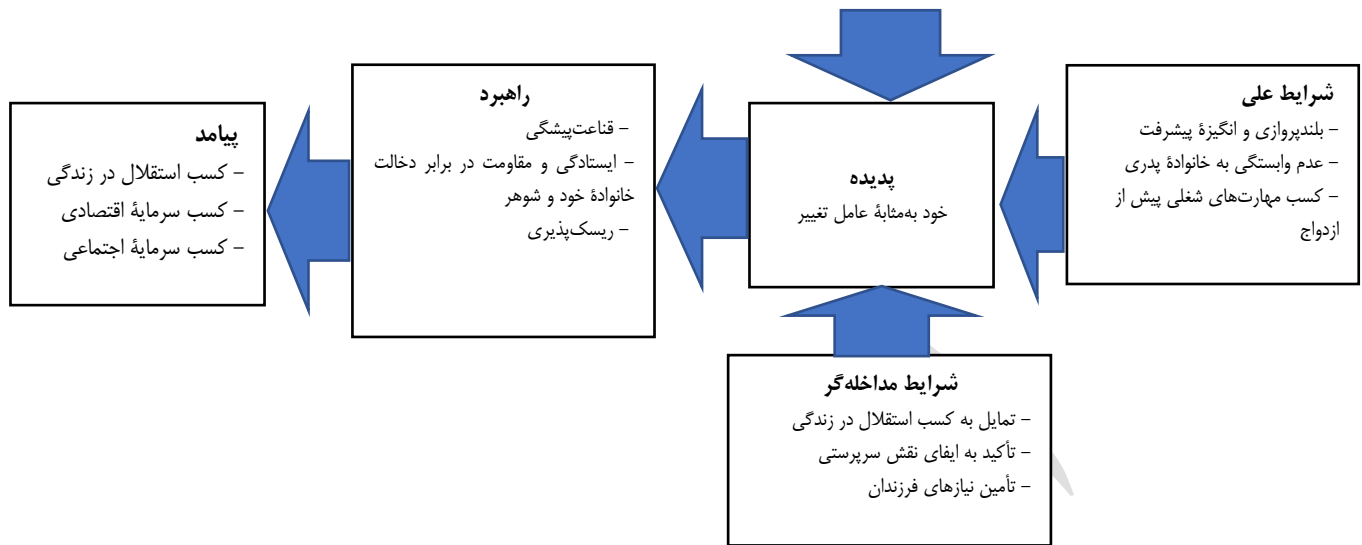 شرایط علی
- بلندپروازی و انگیزۀ پیشرفت
- عدم وابستگی به خانوادۀ پدری
- کسب مهارت‌های شغلی پیش از
ازدواج
پدیده
خود به‌مثابۀ عامل تغییر
راهبرد
- قناعت‌پیشگی
- ایستادگی و مقاومت در برابر دخالت
خانوادۀ خود و شوهر
- ریسک‌پذیری
پیامد
- کسب استقلال در زندگی
- کسب سرمایۀ اقتصادی
- کسب سرمایۀ اجتماعی
شرایط مداخله‌گر
- تمایل به کسب استقلال در زندگی
- تأکید به ایفای نقش سرپرستی
- تأمین نیازهای فرزندان